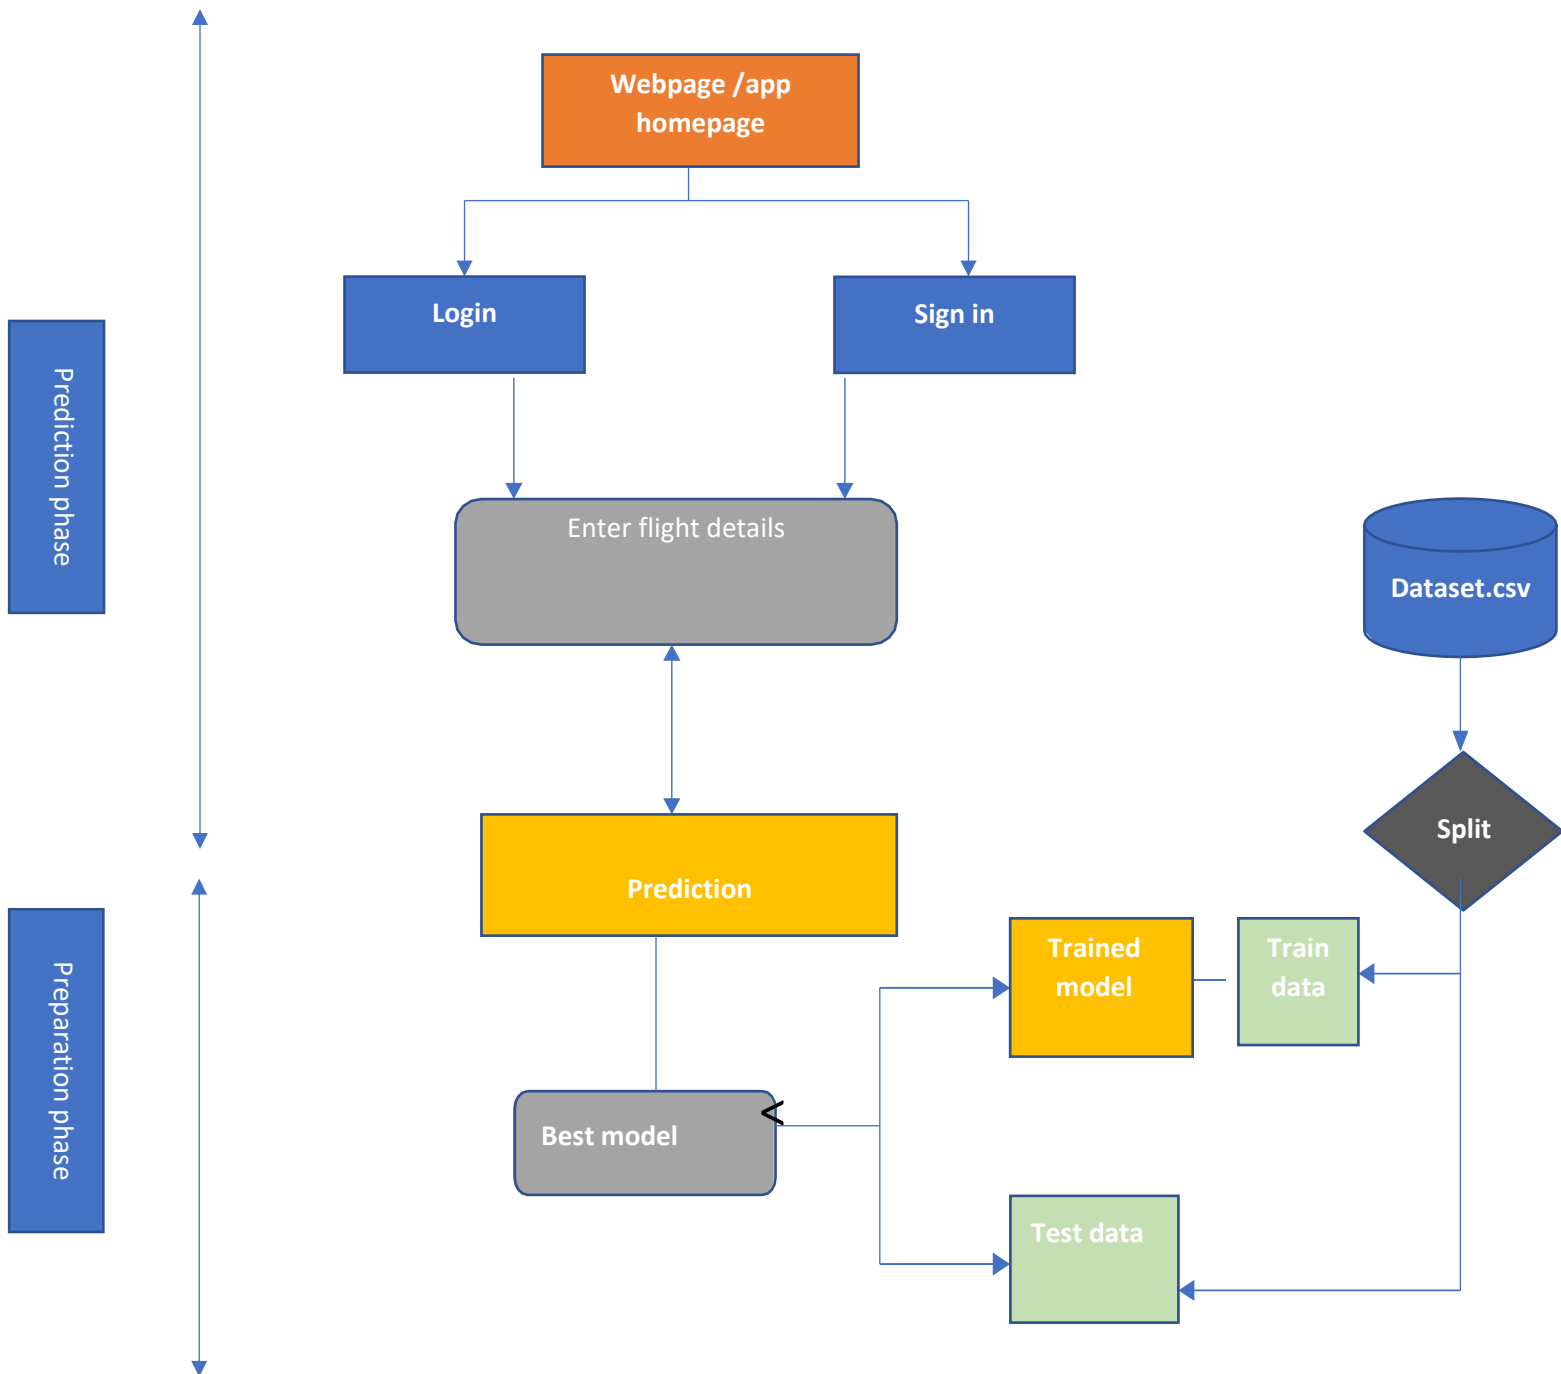 Webpage /app
homepage
Login
Sign in
Prediction phase
Enter flight details
Dataset.csv
Split
Prediction
Trained
model
Train
data
Preparation phase
<
Best model
Test data